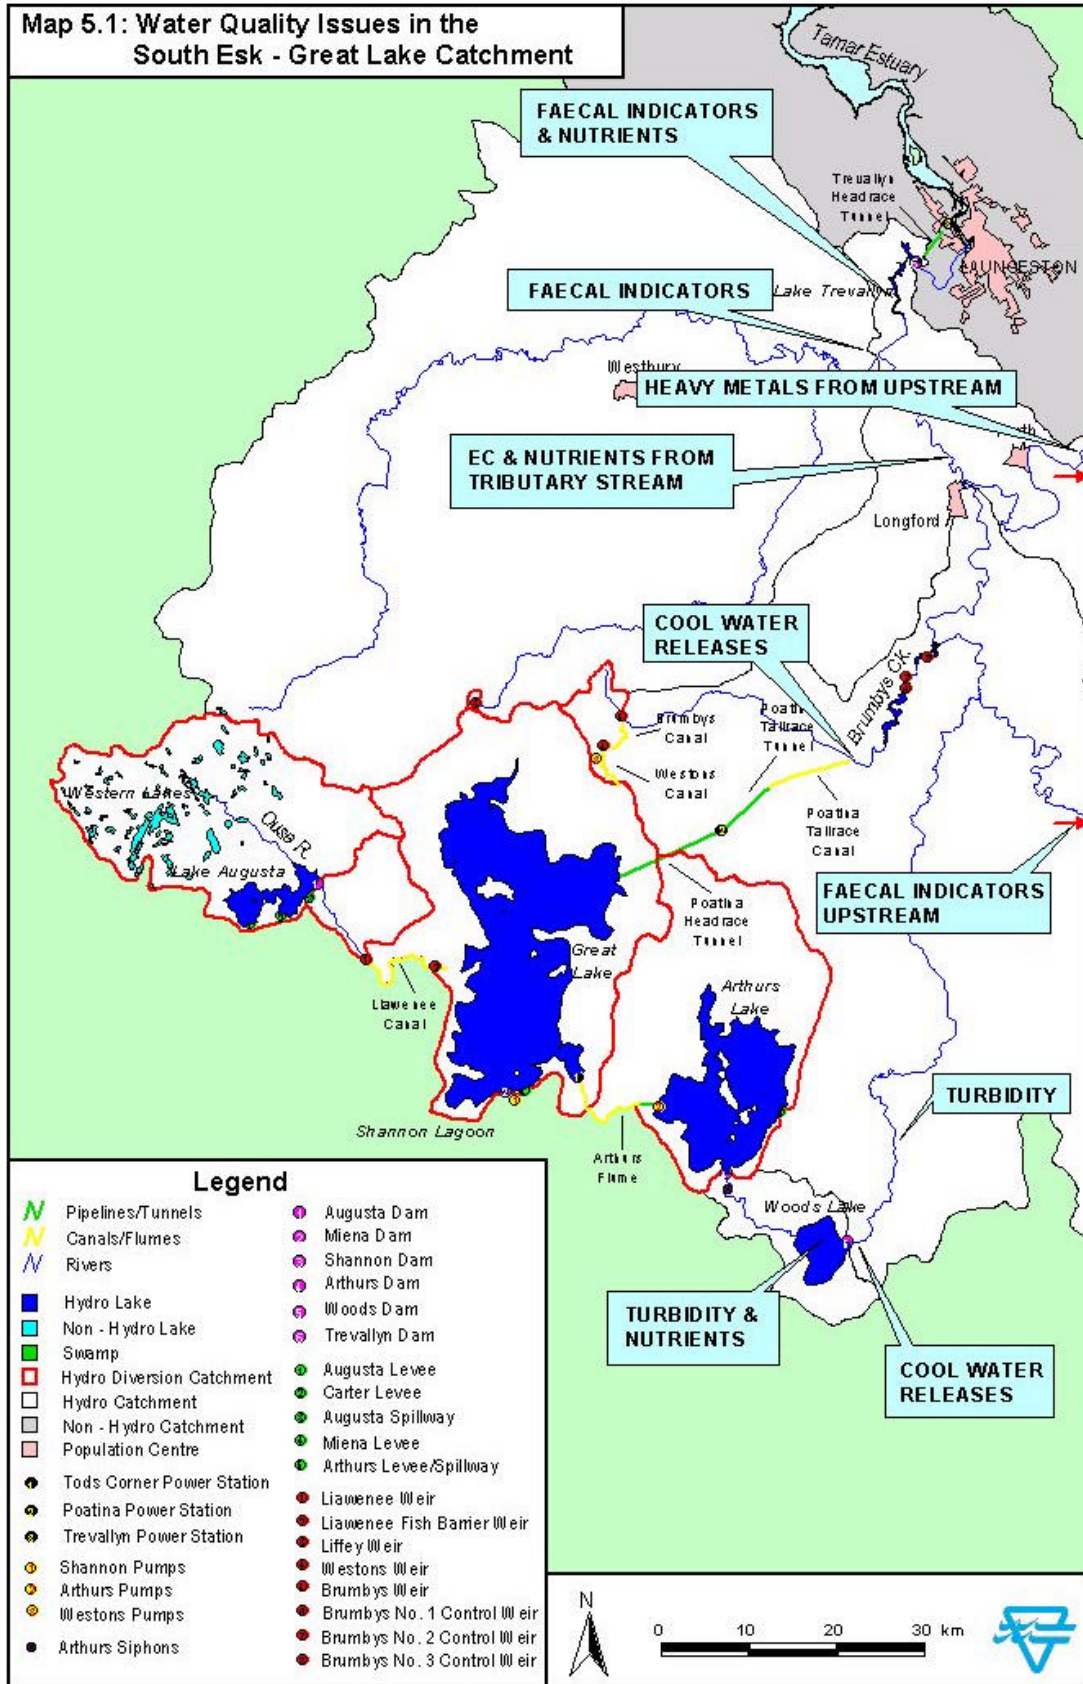 Map 5.1: Water Quality Issues in the
South Esk - Great Lake Catchment
Tamar Estuary
FAECAL INDICATORS
& NUTRIENTS
Trevallyn
Headrace
Tunnel
LAUNCESTON
Lake Trevallyn
FAECAL INDICATORS
Westbury
HEAVY METALS FROM UPSTREAM
EC & NUTRIENTS FROM
TRIBUTARY STREAM
Longford
COOL WATER
RELEASES
Brumbys Ck.
Poatina
Tailrace
Tunnel
Brumbys
Canal
Westons
Canal
Western Lakes
Ouse R.
Poatina
Tailrace
Canal
Lake Augusta
FAECAL INDICATORS
UPSTREAM
Poatina
Headrace
Tunnel
Great
Lake
Arthurs
Lake
Liawenee
Canal
TURBIDITY
Shannon Lagoon
Arthurs
Flume
Woods Lake
TURBIDITY &
NUTRIENTS
COOL WATER
RELEASES
Legend
Pipelines/Tunnels
Canals/Flumes
Rivers
Hydro Lake
Non - Hydro Lake
Swamp
Hydro Diversion Catchment
Hydro Catchment
Non - Hydro Catchment
Population Centre
Tods Corner Power Station
Poatina Power Station
Trevallyn Power Station
Shannon Pumps
Arthurs Pumps
Westons Pumps
Arthurs Siphons
Augusta Dam
Miena Dam
Shannon Dam
Arthurs Dam
Woods Dam
Trevallyn Dam
Augusta Levee
Carter Levee
Augusta Spillway
Miena Levee
Arthurs Levee/Spillway
Liawenee Weir
Liawenee Fish Barrier Weir
Liffey Weir
Westons Weir
Brumbys Weir
Brumbys No. 1 Control Weir
Brumbys No. 2 Control Weir
Brumbys No. 3 Control Weir
N
0 10 20 30 km